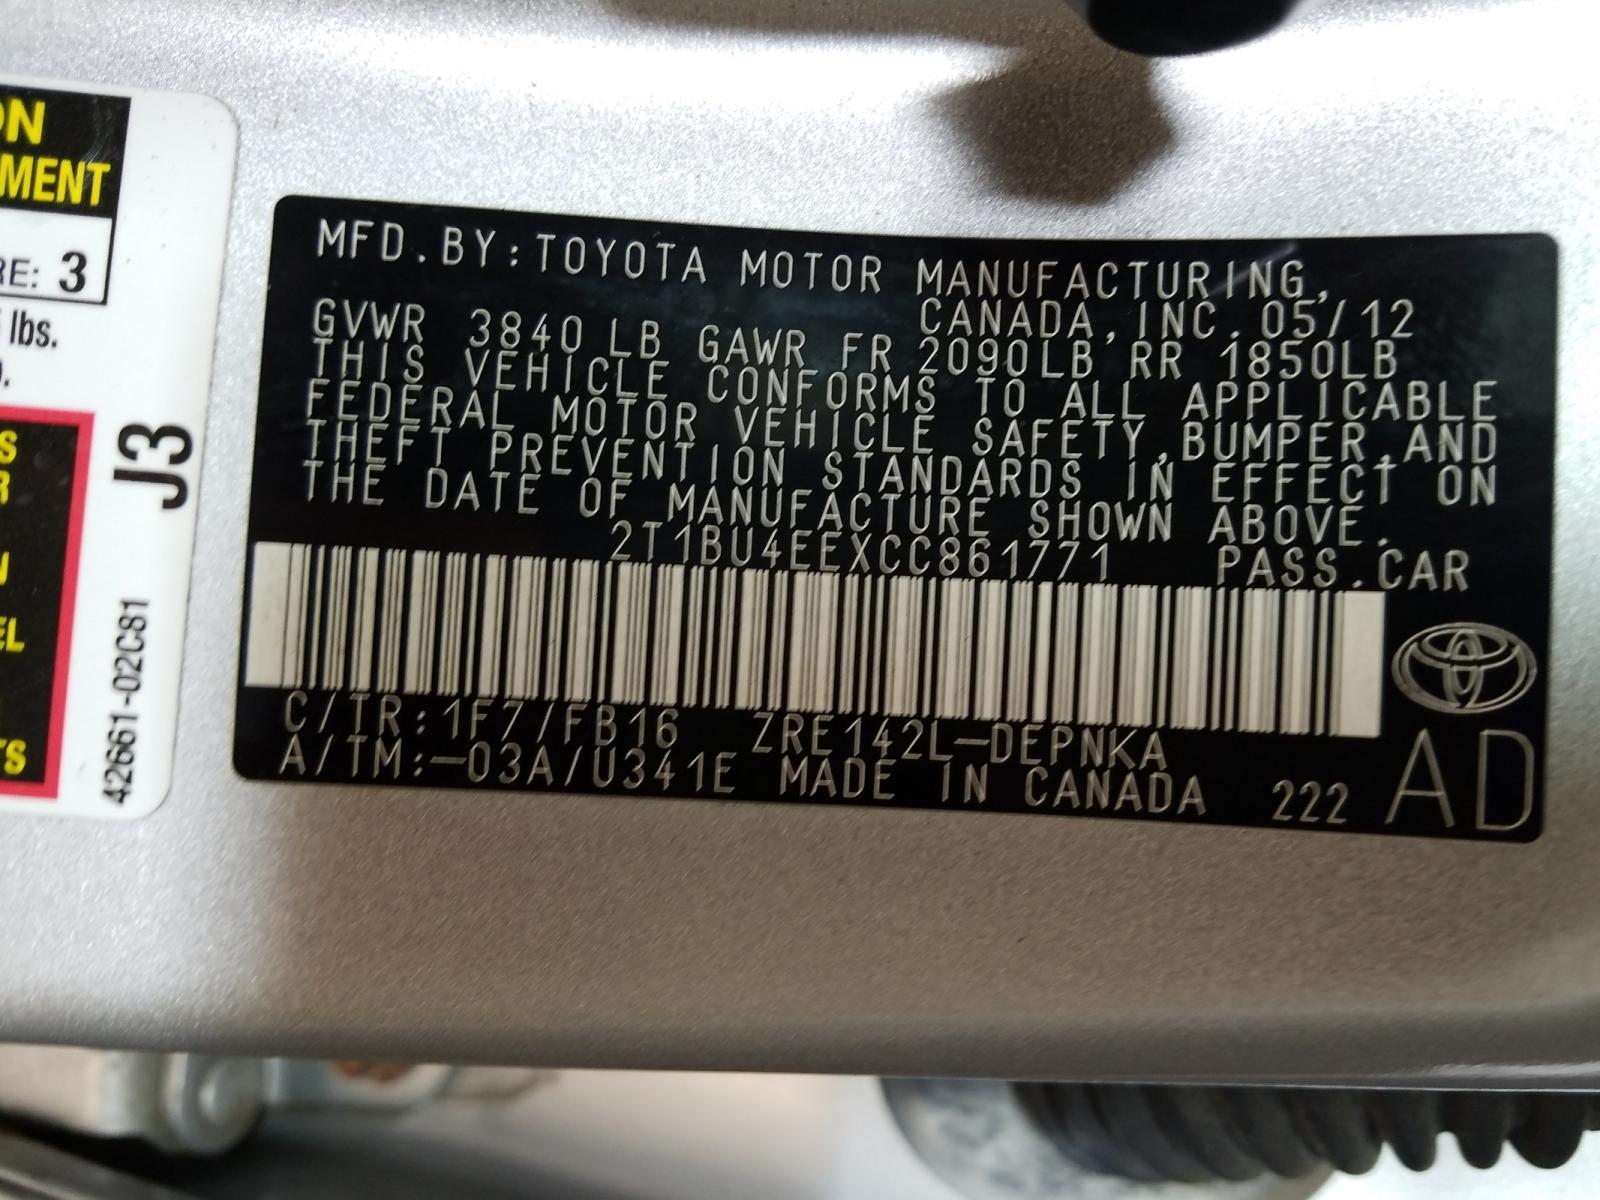 ON
MENT
RE: 3
lbs.
S
R
N
EL
TS
J3
42661-02C81
MFD.BY:TOYOTA MOTOR MANUFACTURING,
CANADA,INC.05/12
GVWR 3840LB GAWR FR 2090LB RR 1850LB
THIS VEHICLE CONFORMS TO ALL APPLICABLE
FEDERAL MOTOR VEHICLE SAFETY,BUMPER,AND
THEFT PREVENTION STANDARDS IN EFFECT ON
THE DATE OF MANUFACTURE SHOWN ABOVE.
2T1BU4EEXCC861771 PASS.CAR
C/TR:1F7/FB16 ZRE142L-DEPNKA
A/TM:-03A/U341E MADE IN CANADA 222
AD